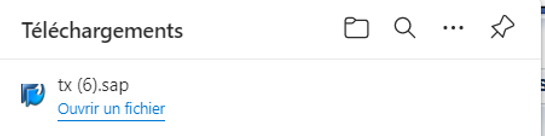 Téléchargements
tx (6).sap
Ouvrir un fichier